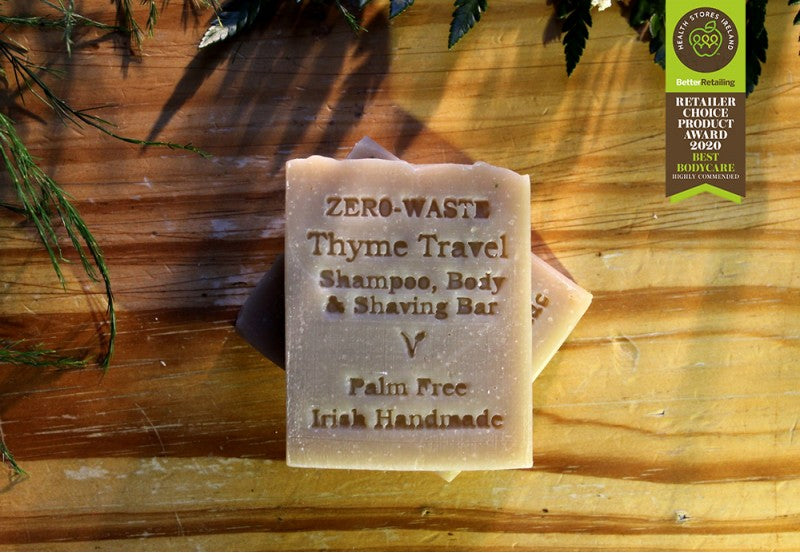 HEALTH STORES IRELAND
BetterRetailing
RETAILER
CHOICE
PRODUCT
AWARD
2020
BEST
BODYCARE
HIGHLY COMMENDED
ZERO-WASTE
Thyme Travel
Shampoo, Body
& Shaving Bar
Palm Free
Irish Handmade